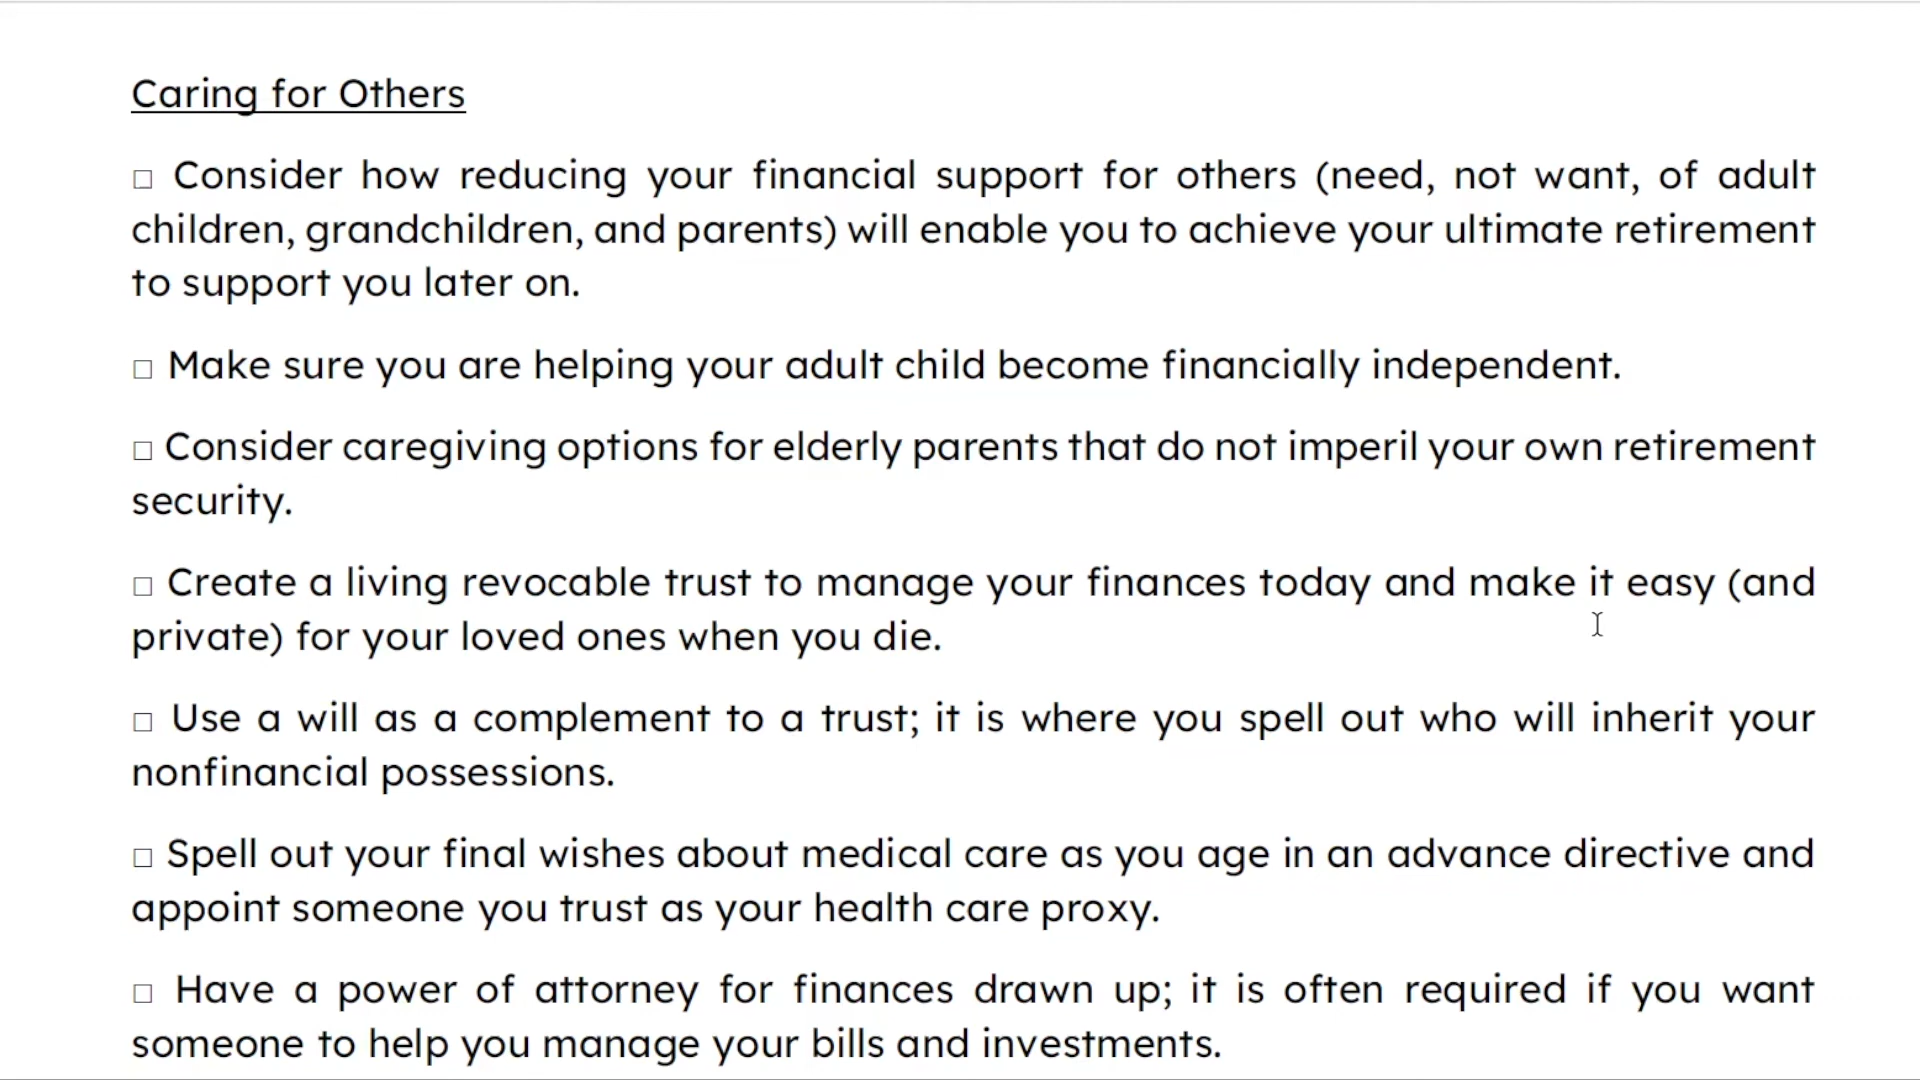 Caring for Others
□ Consider how reducing your financial support for others (need, not want, of adult
children, grandchildren, and parents) will enable you to achieve your ultimate retirement
to support you later on.
□ Make sure you are helping your adult child become financially independent.
□ Consider caregiving options for elderly parents that do not imperil your own retirement
security.
□ Create a living revocable trust to manage your finances today and make it easy (and
private) for your loved ones when you die.
□ Use a will as a complement to a trust; it is where you spell out who will inherit your
nonfinancial possessions.
□ Spell out your final wishes about medical care as you age in an advance directive and
appoint someone you trust as your health care proxy.
□ Have a power of attorney for finances drawn up; it is often required if you want
someone to help you manage your bills and investments.